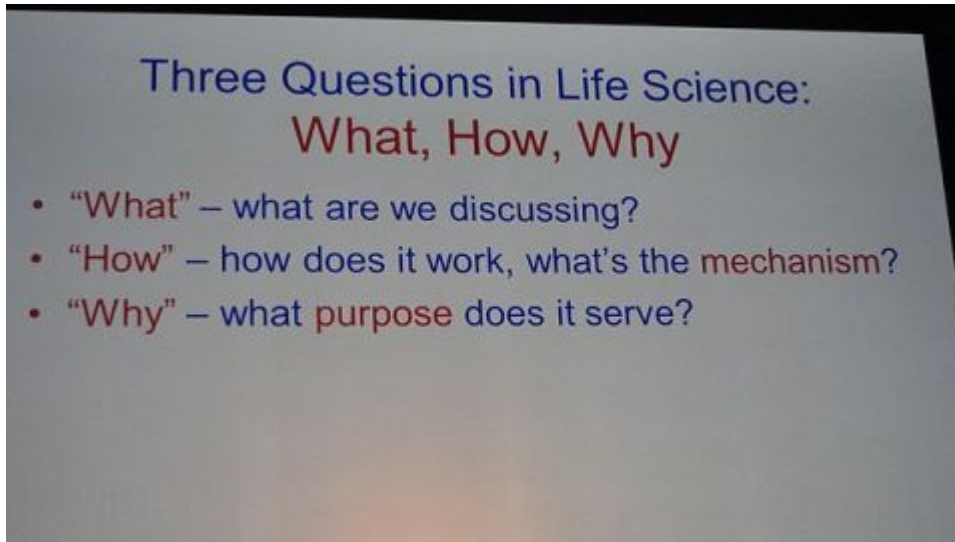 Three Questions in Life Science:
What, How, Why
• “What” – what are we discussing?
• “How” – how does it work, what’s the mechanism?
• “Why” – what purpose does it serve?